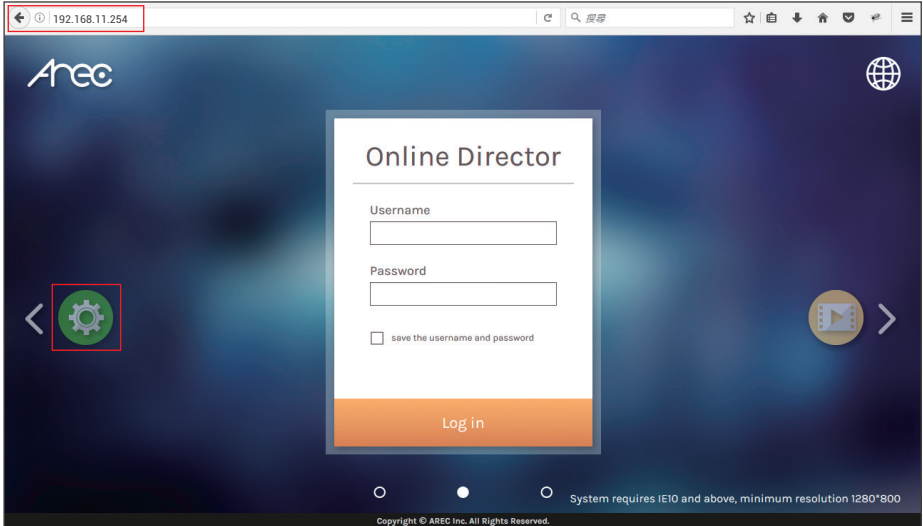 192.168.11.254
搜尋
Arec
Online Director
Username
Password
save the username and password
Log in
System requires IE10 and above, minimum resolution 1280*800
Copyright © AREC Inc. All Rights Reserved.